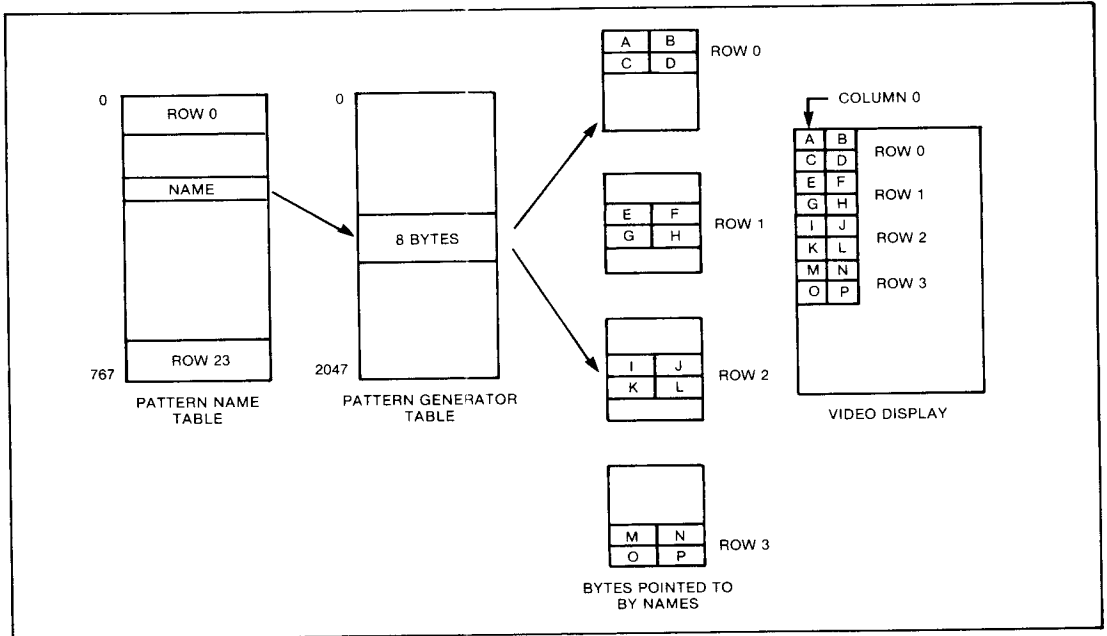 0
ROW 0
NAME
ROW 23
767
PATTERN NAME
TABLE
0
8 BYTES
2047
PATTERN GENERATOR
TABLE
A B
C D
ROW 0
E F
G H
ROW 1
I J
K L
ROW 2
M N
O P
ROW 3
BYTES POINTED TO
BY NAMES
COLUMN 0
A B
C D
ROW 0
E F
G H
ROW 1
I J
K L
ROW 2
M N
O P
ROW 3
VIDEO DISPLAY